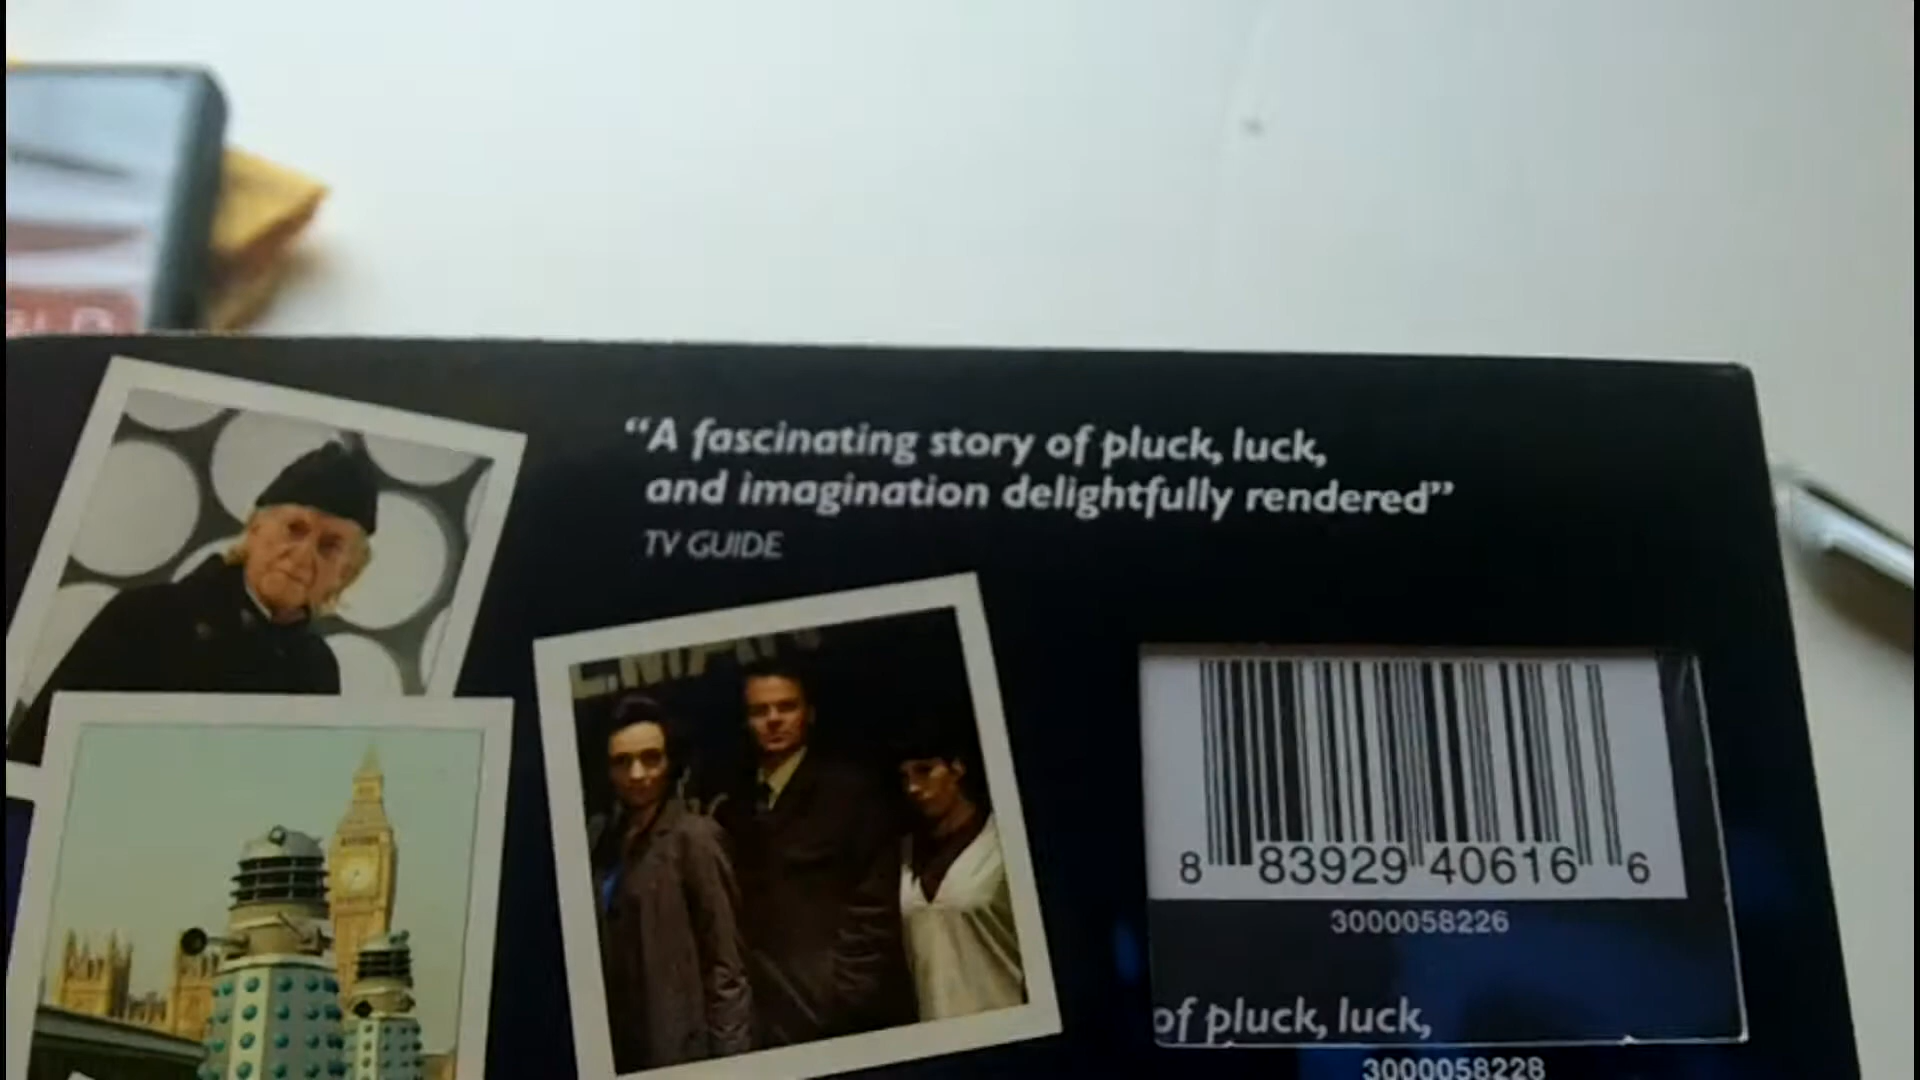 “A fascinating story of pluck, luck,
and imagination delightfully rendered”
TV GUIDE
8 83929 40616 6
3000058226
of pluck, luck,
3000058228